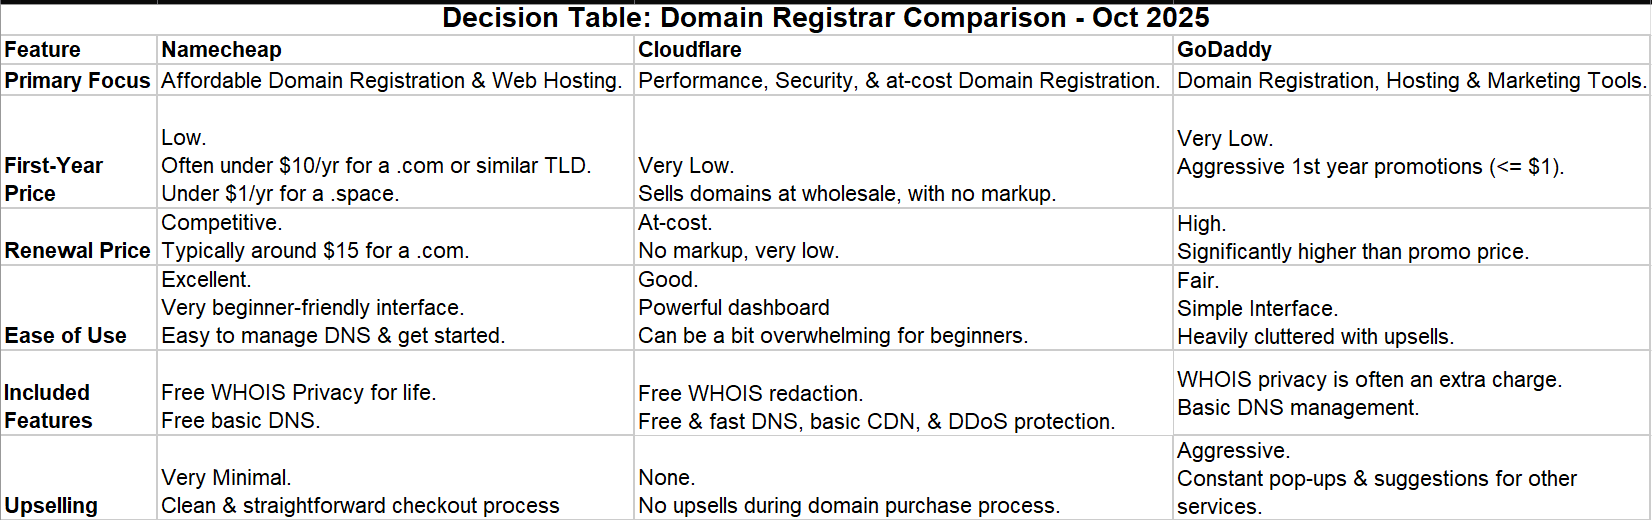 Decision Table: Domain Registrar Comparison - Oct 2025
Feature Namecheap Cloudflare GoDaddy
Primary Focus Affordable Domain Registration & Web Hosting. Performance, Security, & at-cost Domain Registration. Domain Registration, Hosting & Marketing Tools.
First-Year
Price
Low.
Often under $10/yr for a .com or similar TLD.
Under $1/yr for a .space.
Very Low.
Sells domains at wholesale, with no markup.
Very Low.
Aggressive 1st year promotions (<= $1).
Renewal Price
Competitive.
Typically around $15 for a .com.
At-cost.
No markup, very low.
High.
Significantly higher than promo price.
Ease of Use
Excellent.
Very beginner-friendly interface.
Easy to manage DNS & get started.
Good.
Powerful dashboard
Can be a bit overwhelming for beginners.
Fair.
Simple Interface.
Heavily cluttered with upsells.
Included
Features
Free WHOIS Privacy for life.
Free basic DNS.
Free WHOIS redaction.
Free & fast DNS, basic CDN, & DDoS protection.
WHOIS privacy is often an extra charge.
Basic DNS management.
Upselling
Very Minimal.
Clean & straightforward checkout process
None.
No upsells during domain purchase process.
Aggressive.
Constant pop-ups & suggestions for other
services.